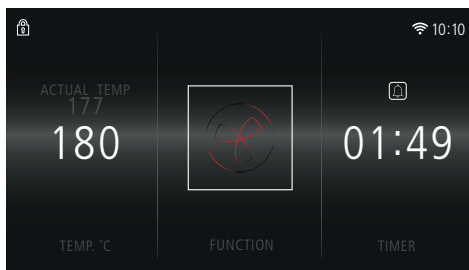 10:10
ACTUAL TEMP
177
180
01:49
TEMP. °C
FUNCTION
TIMER